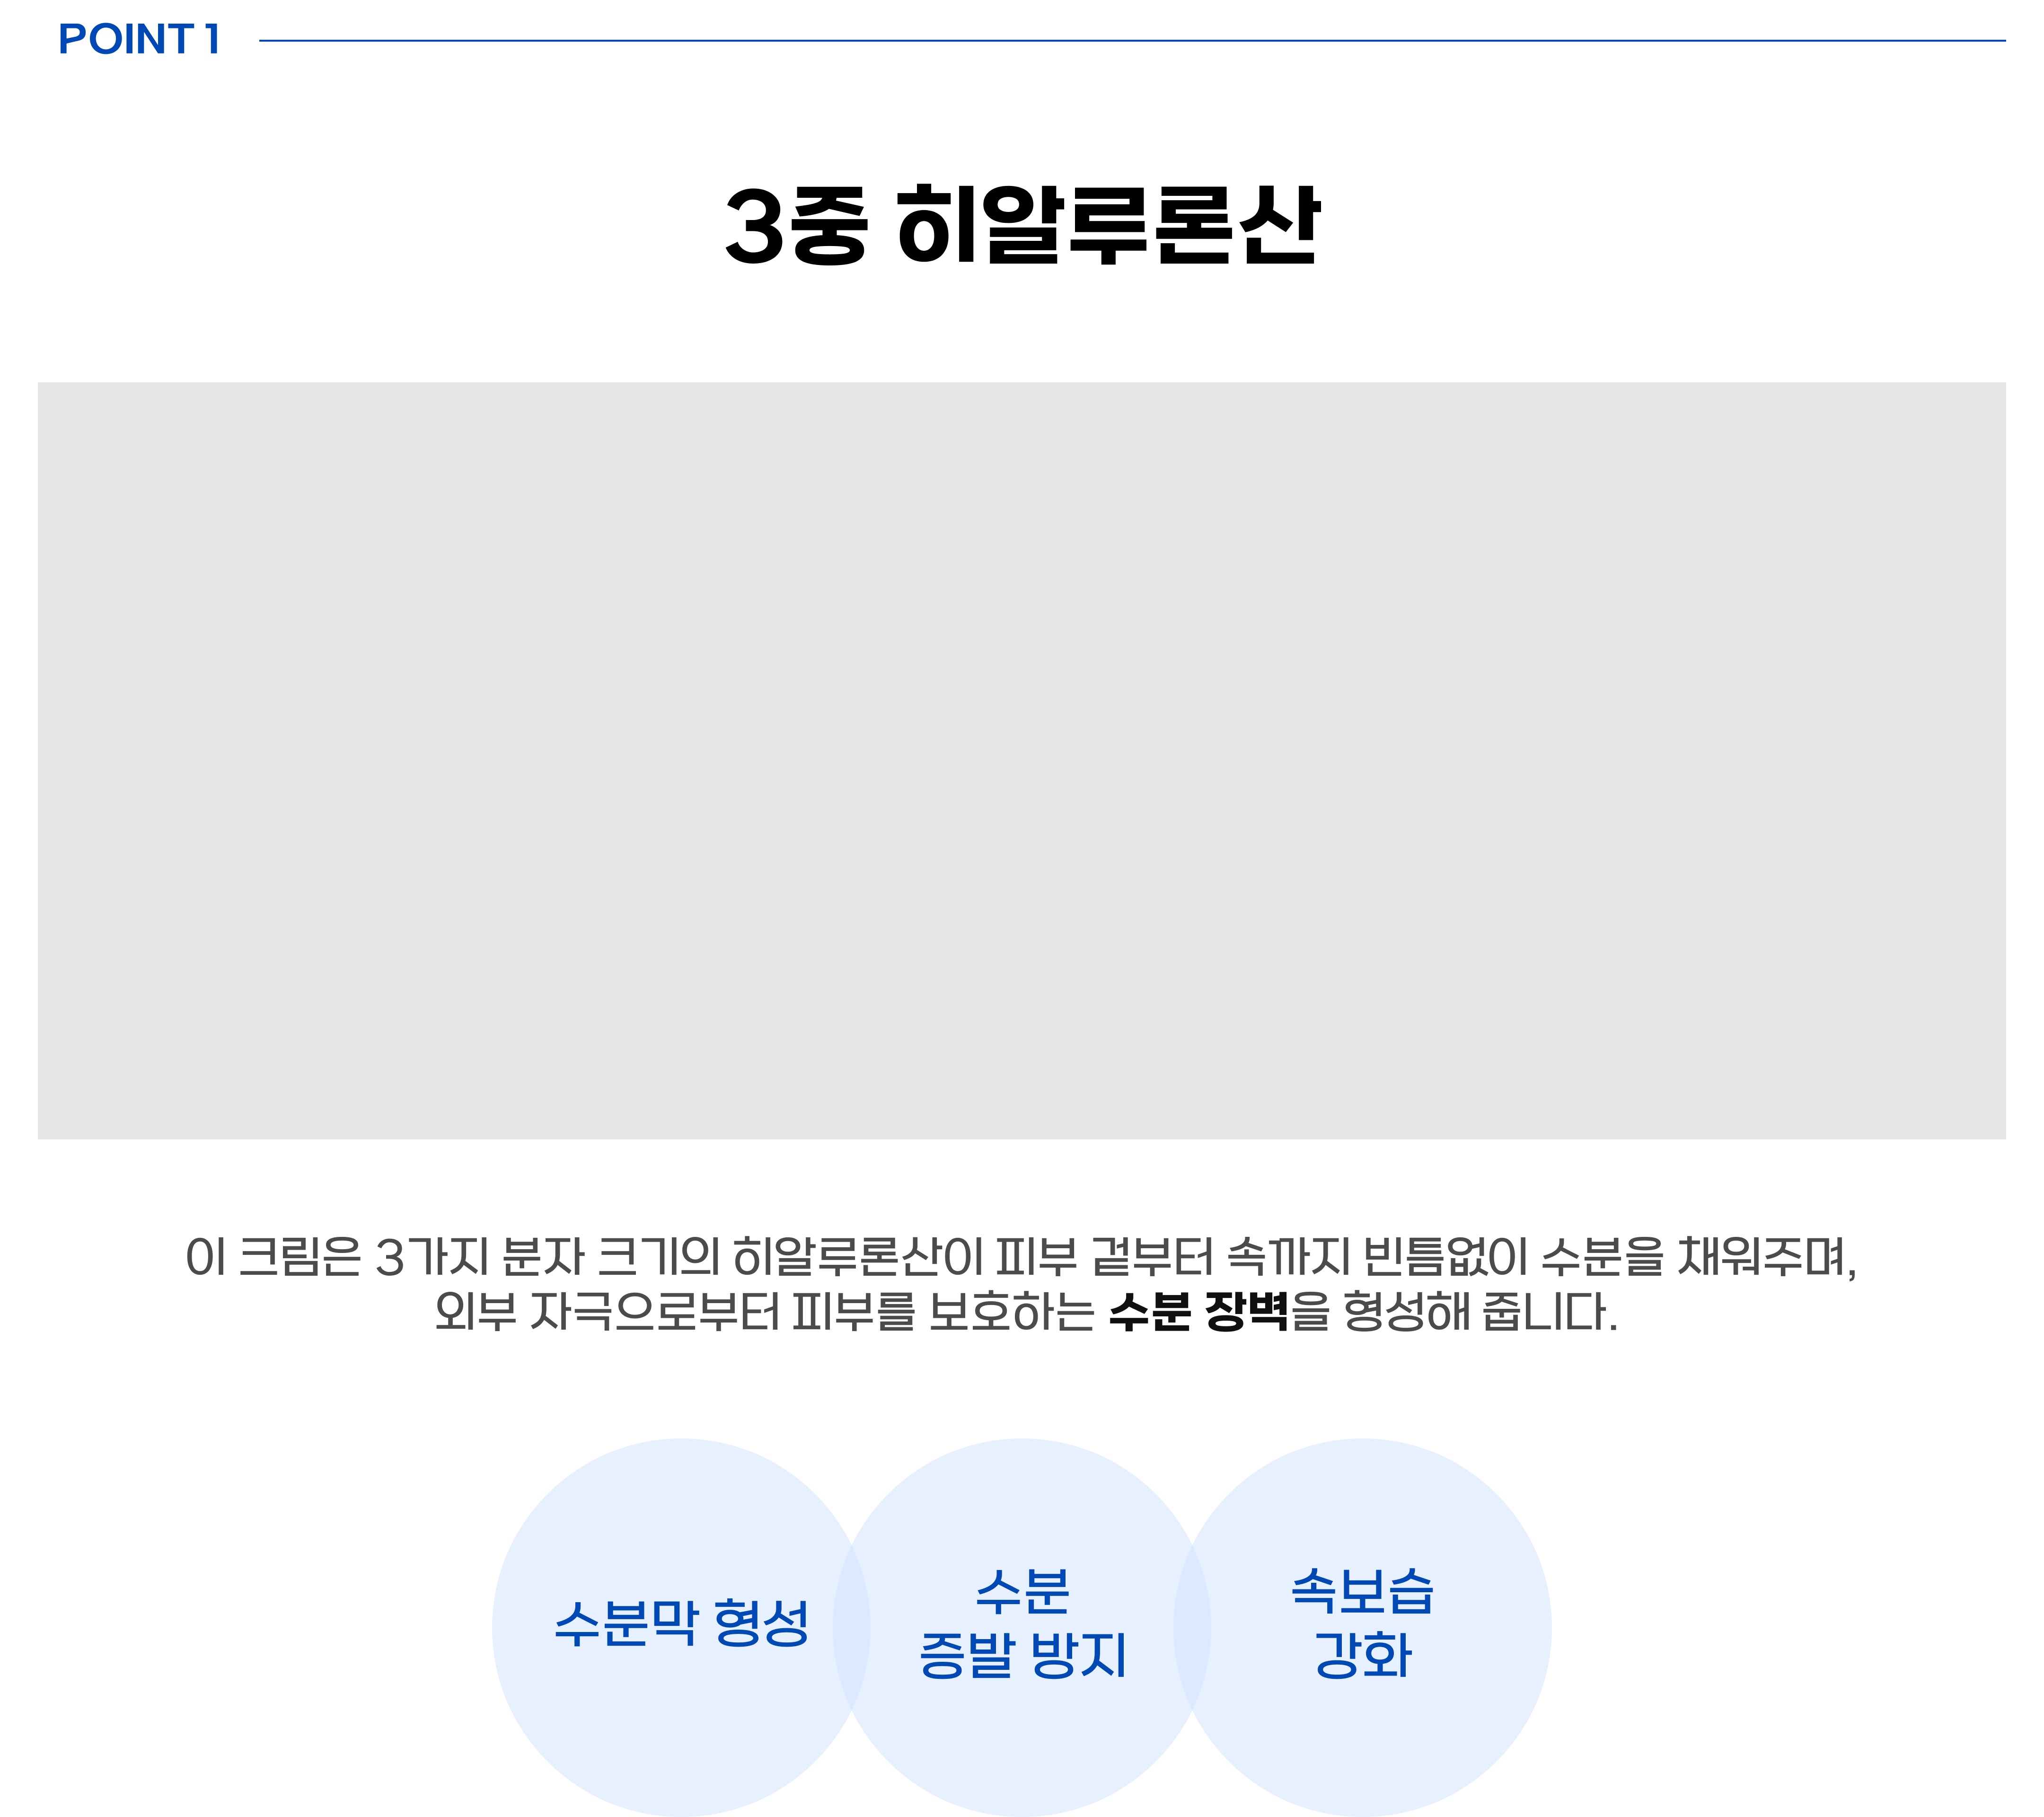 POINT 1
3중 히알루론산
이 크림은 3가지 분자 크기의 히알루론산이 피부 겉부터 속까지 빈틈없이 수분을 채워주며,
외부 자극으로부터 피부를 보호하는 수분 장벽을 형성해 줍니다.
수분막 형성
수분
증발 방지
속보습
강화